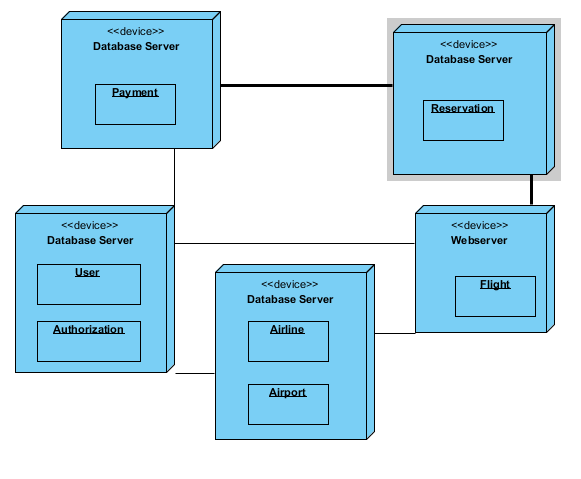 <<device>>
Database Server
Payment
<<device>>
Database Server
Reservation
<<device>>
Database Server
User
Authorization
<<device>>
Database Server
Airline
Airport
<<device>>
Webserver
Flight